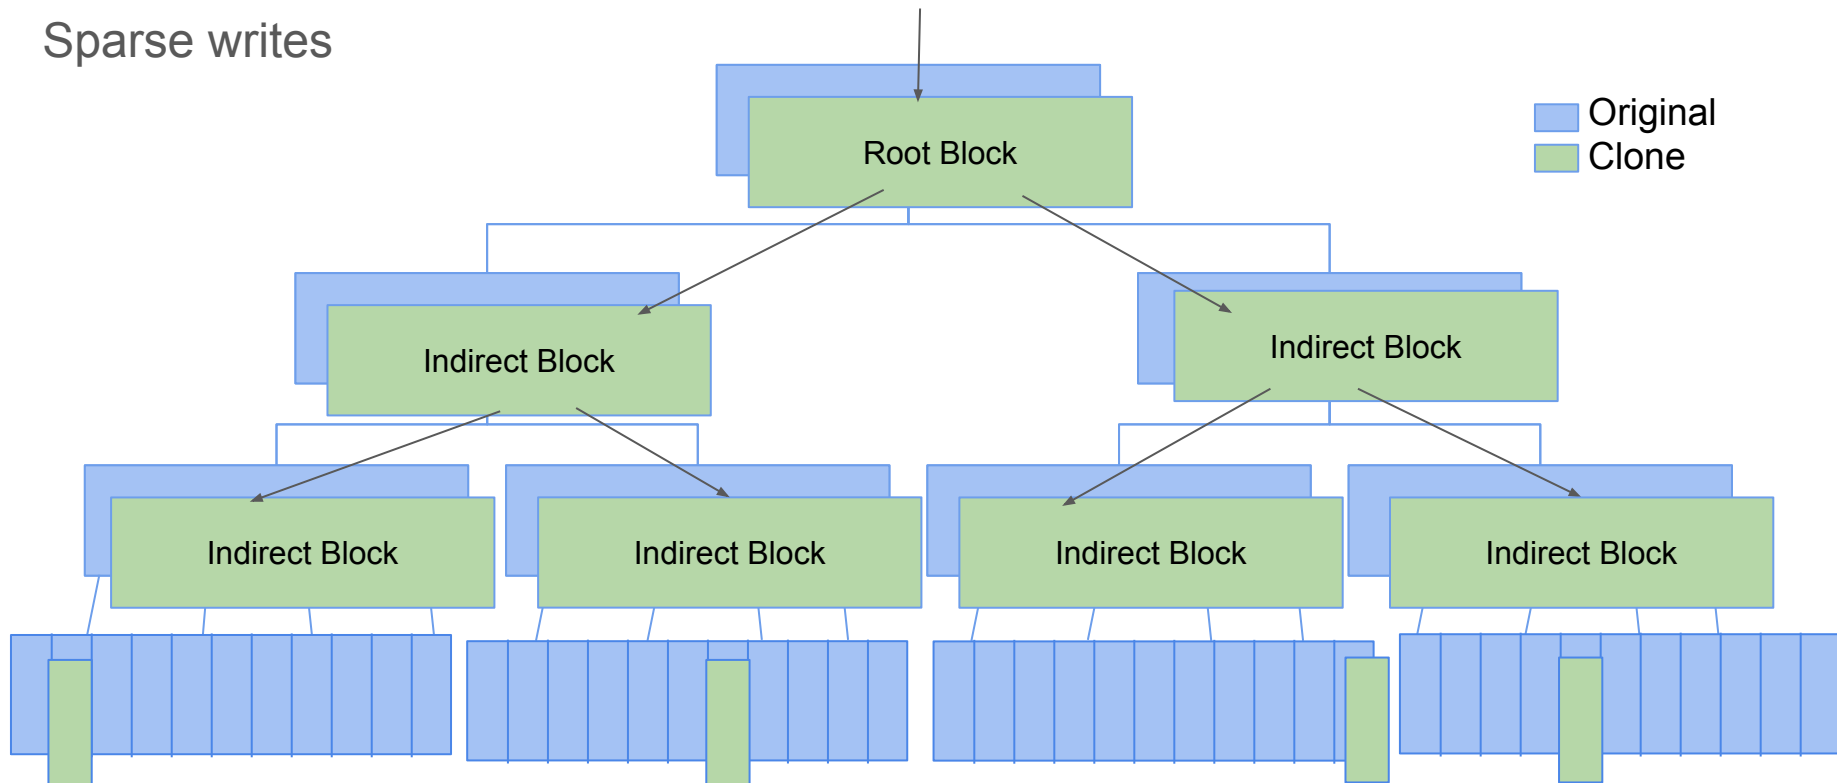 Sparse writes
Root Block
Original
Clone
Indirect Block
Indirect Block
Indirect Block
Indirect Block
Indirect Block
Indirect Block